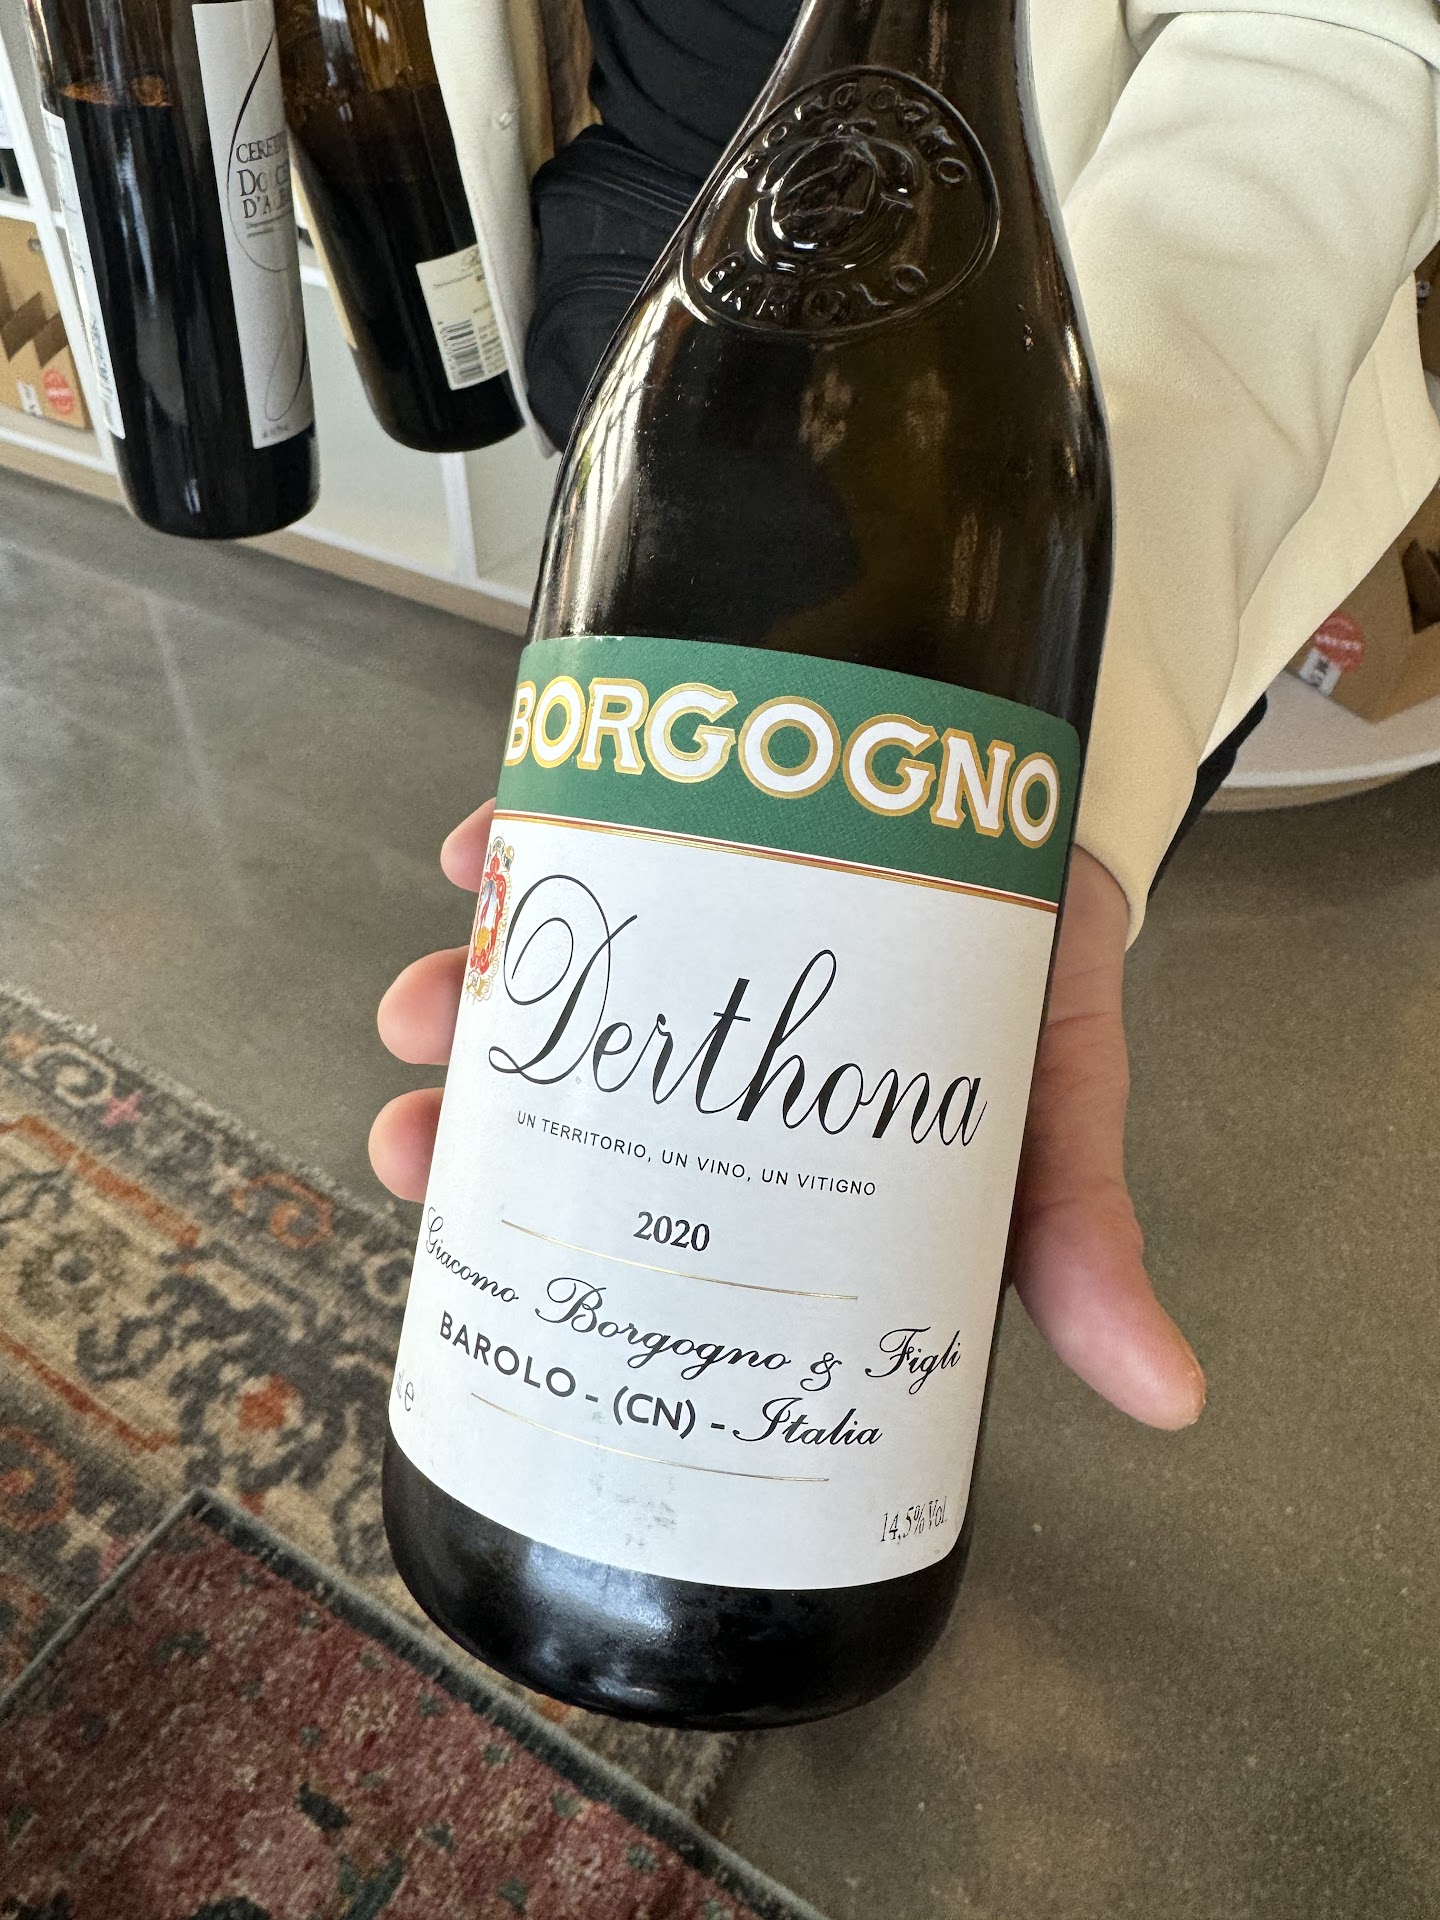 BORGOGNO
BAROLO
BORGOGNO
Derthona
UN TERRITORIO, UN VINO, UN VITIGNO
2020
Giacomo Borgogno & Figli
BAROLO - (CN) - Italia
14,5% Vol.
e
D'A